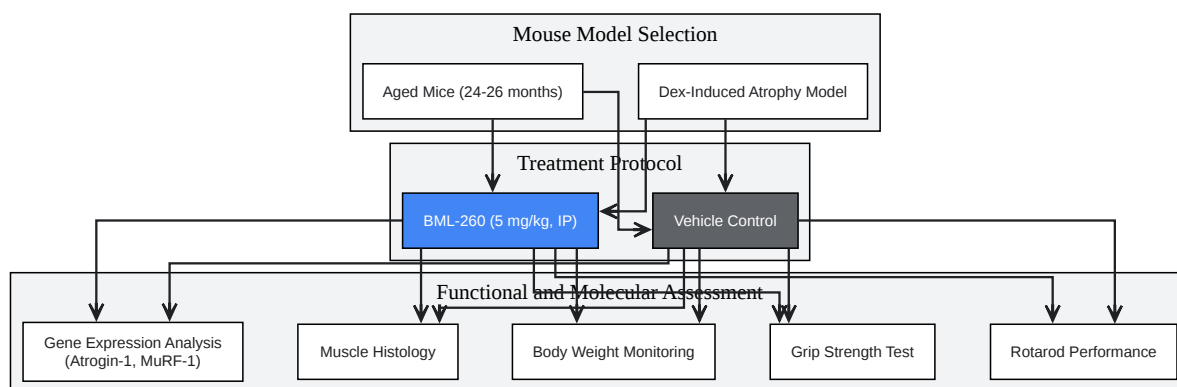 Mouse Model Selection
Aged Mice (24-26 months)
Dex-Induced Atrophy Model
Treatment Protocol
BML-260 (5 mg/kg, IP)
Vehicle Control
Functional and Molecular Assessment
Gene Expression Analysis
(Atrogin-1, MuRF-1)
Muscle Histology
Body Weight Monitoring
Grip Strength Test
Rotarod Performance